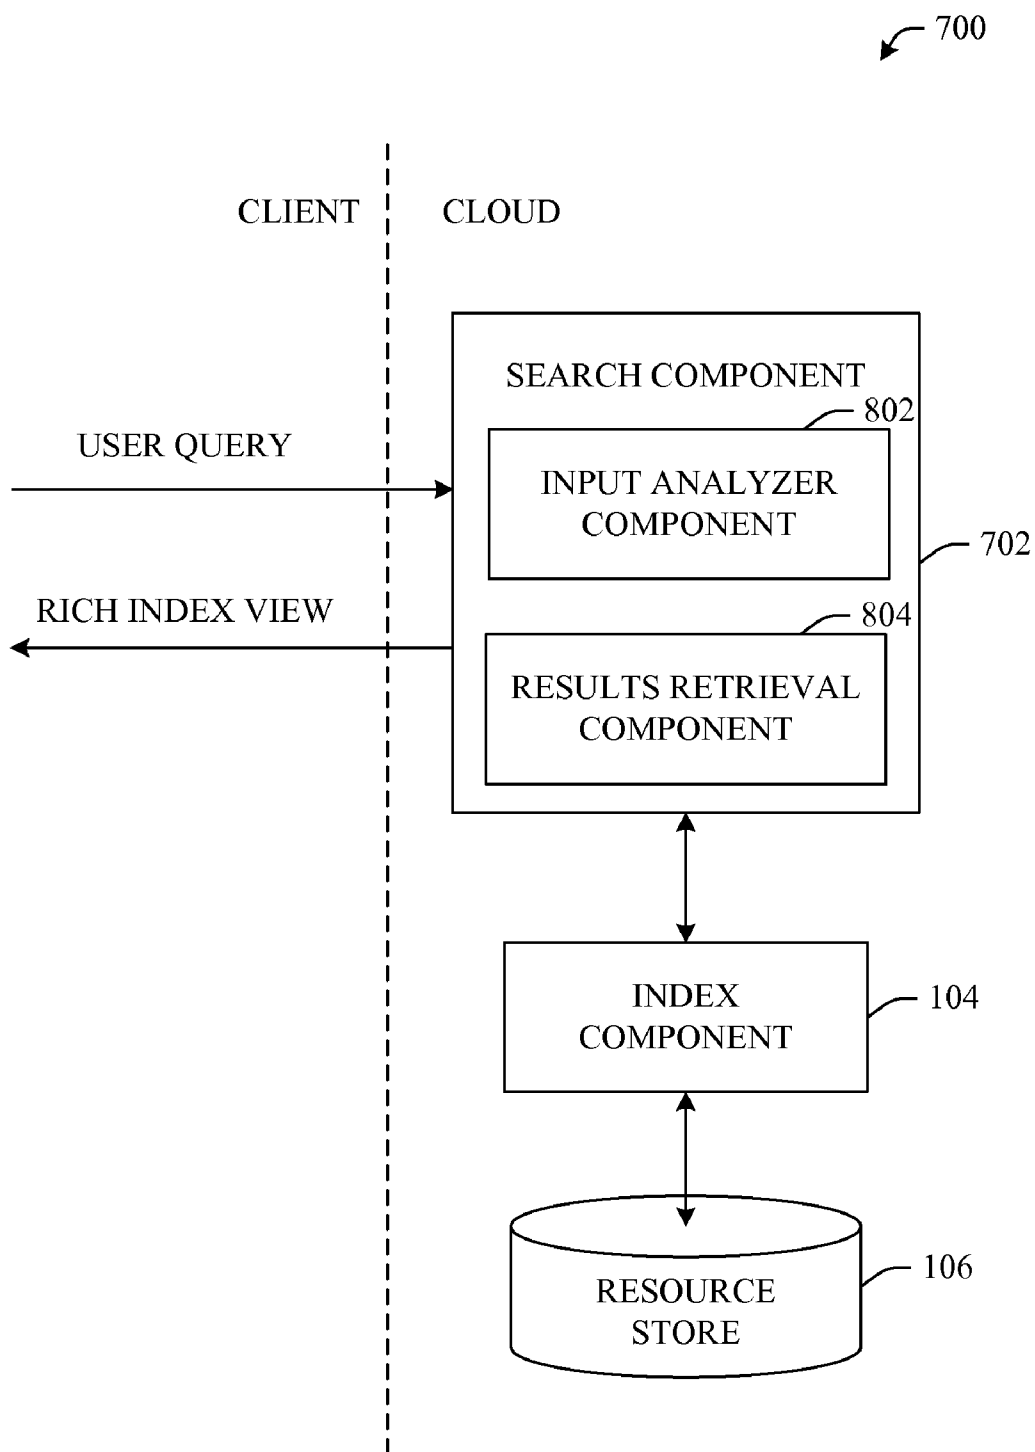 700
CLIENT
CLOUD
SEARCH COMPONENT
802
USER QUERY
INPUT ANALYZER
COMPONENT
702
RICH INDEX VIEW
804
RESULTS RETRIEVAL
COMPONENT
INDEX
COMPONENT
104
RESOURCE
STORE
106